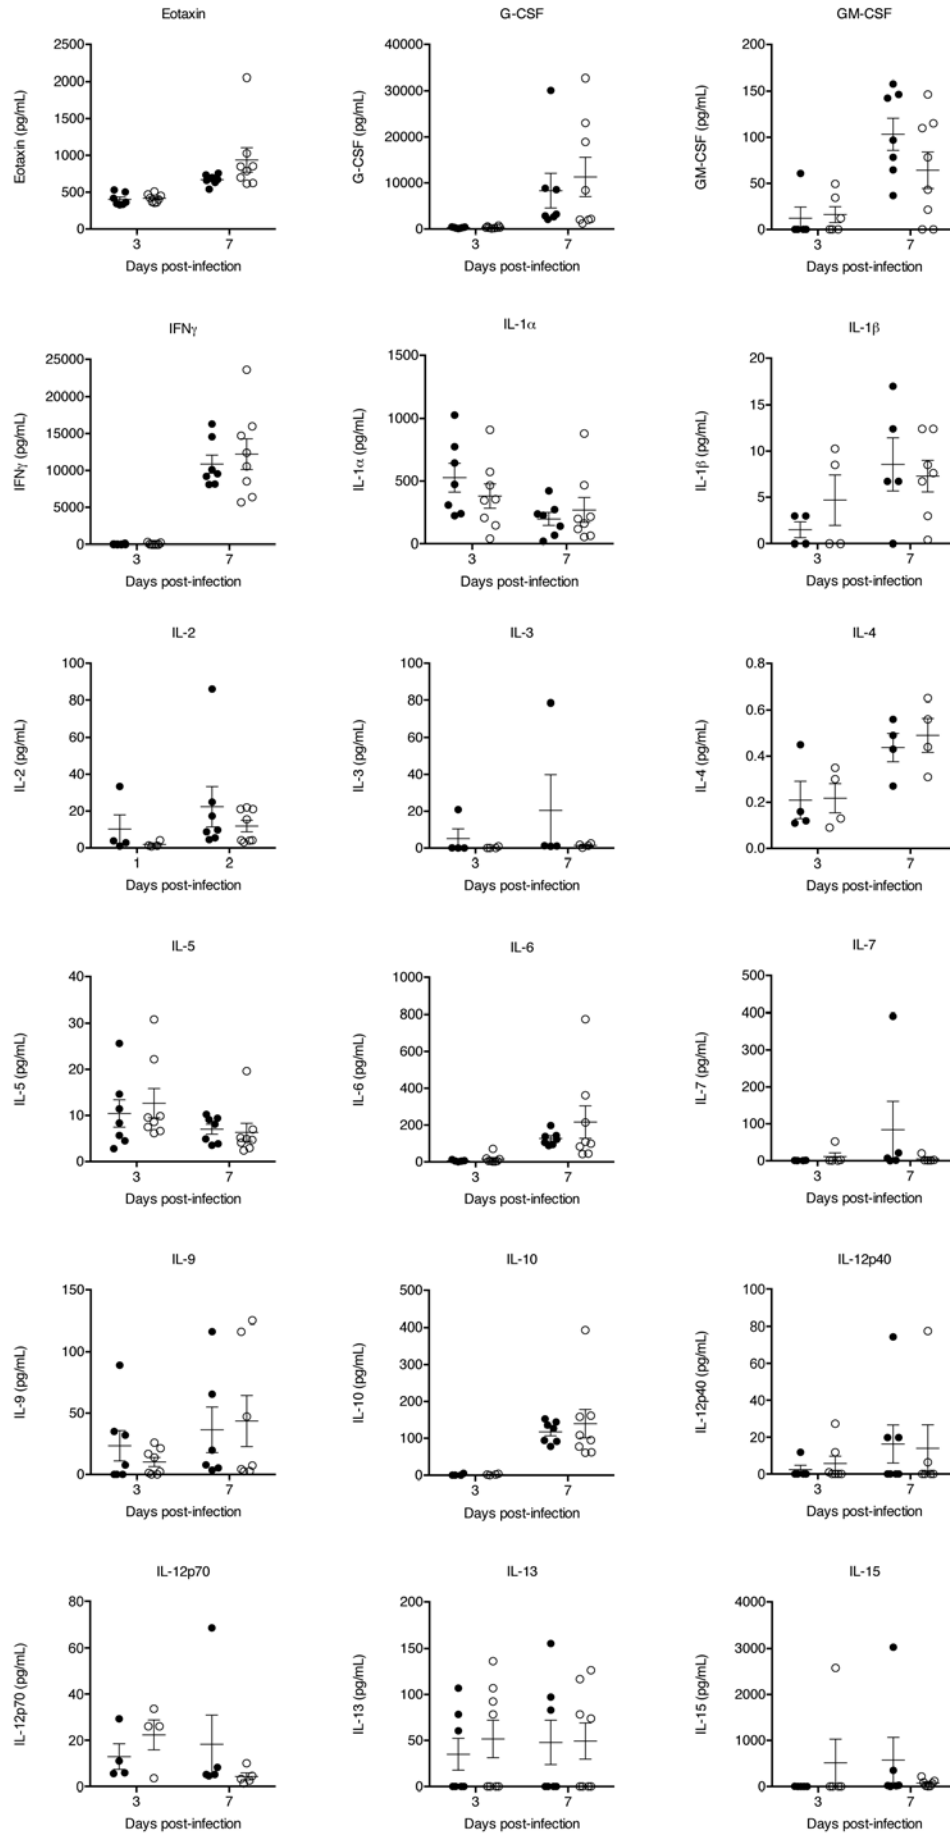 Eotaxin
G-CSF
GM-CSF
2500
2000
1500
1000
500
0
Eotaxin (pg/mL)
3
7
Days post-infection
40000
30000
20000
10000
0
G-CSF (pg/mL)
3
7
Days post-infection
200
150
100
50
0
GM-CSF (pg/mL)
3
7
Days post-infection
IFNγ
IL-1α
IL-1β
25000
20000
15000
10000
5000
0
IFNγ (pg/mL)
3
7
Days post-infection
1500
1000
500
0
IL-1α (pg/mL)
3
7
Days post-infection
20
15
10
5
0
IL-1β (pg/mL)
3
7
Days post-infection
IL-2
IL-3
IL-4
100
80
60
40
20
0
IL-2 (pg/mL)
1
2
Days post-infection
100
80
60
40
20
0
IL-3 (pg/mL)
3
7
Days post-infection
0.8
0.6
0.4
0.2
0.0
IL-4 (pg/mL)
3
7
Days post-infection
IL-5
IL-6
IL-7
40
30
20
10
0
IL-5 (pg/mL)
3
7
Days post-infection
1000
800
600
400
200
0
IL-6 (pg/mL)
3
7
Days post-infection
500
400
300
200
100
0
IL-7 (pg/mL)
3
7
Days post-infection
IL-9
IL-10
IL-12p40
150
100
50
0
IL-9 (pg/mL)
3
7
Days post-infection
500
400
300
200
100
0
IL-10 (pg/mL)
3
7
Days post-infection
100
80
60
40
20
0
IL-12p40 (pg/mL)
3
7
Days post-infection
IL-12p70
IL-13
IL-15
80
60
40
20
0
IL-12p70 (pg/mL)
3
7
Days post-infection
200
150
100
50
0
IL-13 (pg/mL)
3
7
Days post-infection
4000
3000
2000
1000
0
IL-15 (pg/mL)
3
7
Days post-infection